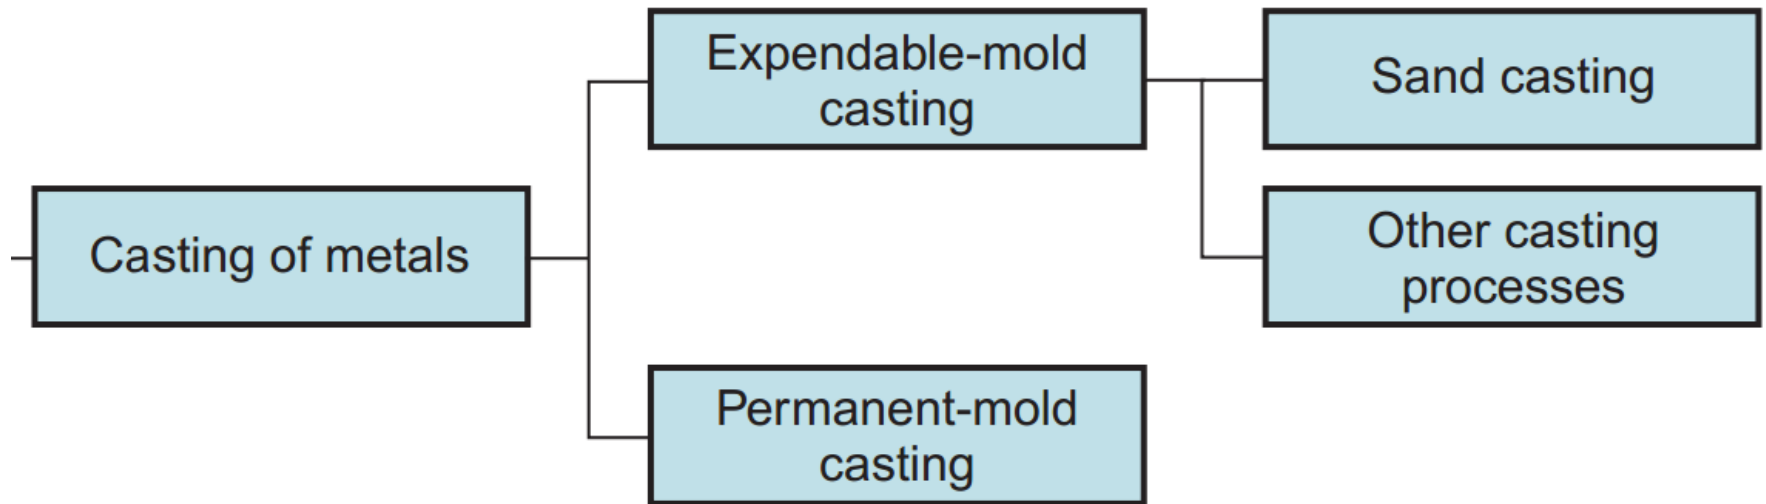 Expendable-mold
casting
Sand casting
Casting of metals
Other casting
processes
Permanent-mold
casting